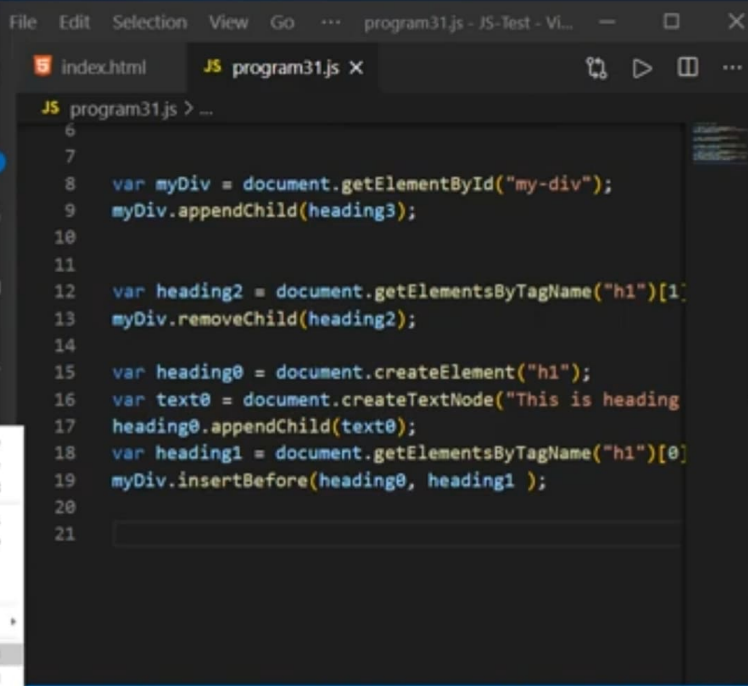 File Edit Selection View Go ··· program31.js - JS-Test - Vi...
index.html JS program31.js
JS program31.js > ...
6
7
8 var myDiv = document.getElementById("my-div");
9 myDiv.appendChild(heading3);
10
11
12 var heading2 = document.getElementsByTagName("h1")[1]
13 myDiv.removeChild(heading2);
14
15 var heading0 = document.createElement("h1");
16 var text0 = document.createTextNode("This is heading
17 heading0.appendChild(text0);
18 var heading1 = document.getElementsByTagName("h1")[0]
19 myDiv.insertBefore(heading0, heading1 );
20
21